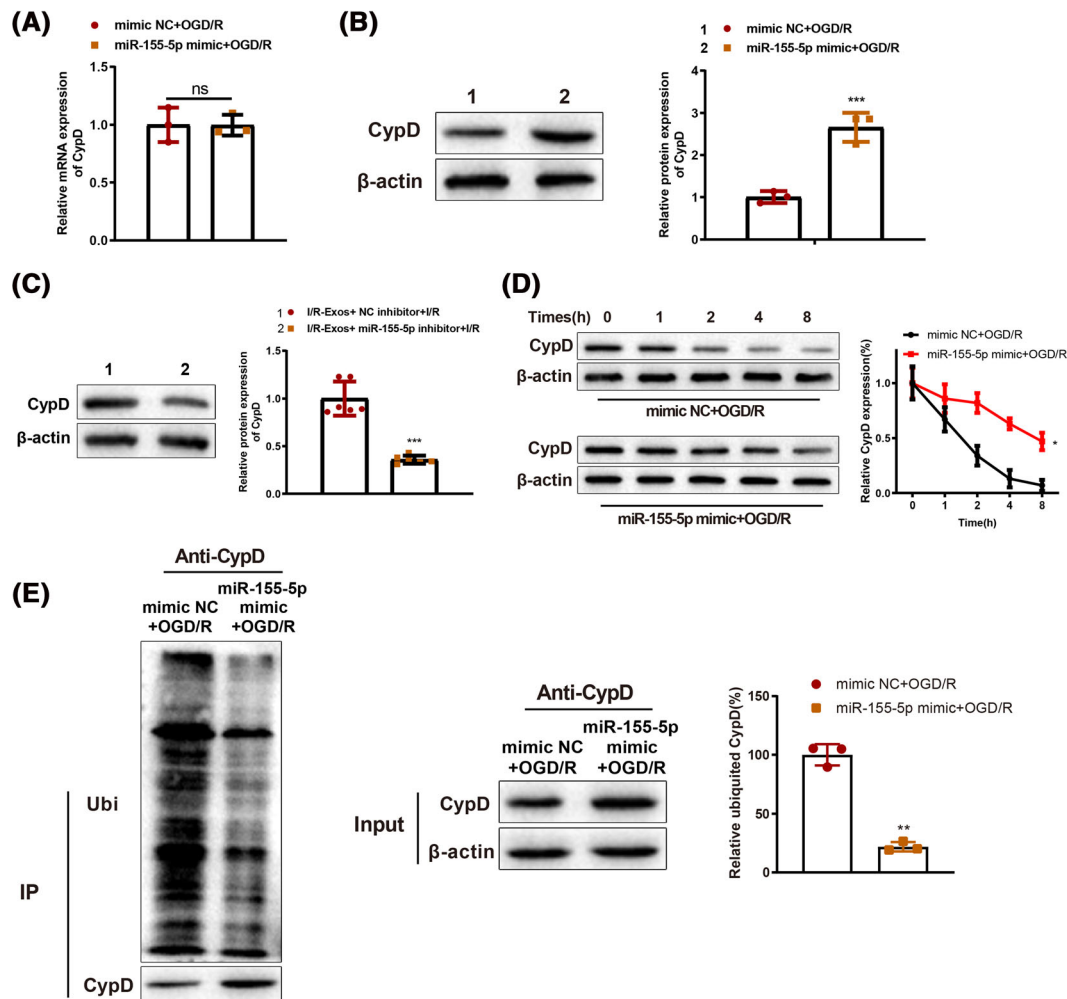 (A)
mimic NC+OGD/R
miR-155-5p mimic+OGD/R
Relative mRNA expression
of CypD
1.5
1.0
0.5
0.0
ns
(B)
1 mimic NC+OGD/R
2 miR-155-5p mimic+OGD/R
1 2
CypD
β-actin
Relative protein expression
of CypD
4
3
2
1
0
***
(C)
1 I/R-Exos+ NC inhibitor+I/R
2 I/R-Exos+ miR-155-5p inhibitor+I/R
1 2
CypD
β-actin
Relative protein expression
of CypD
1.5
1.0
0.5
0.0
***
(D)
Times(h) 0 1 2 4 8
CypD
β-actin
mimic NC+OGD/R
CypD
β-actin
miR-155-5p mimic+OGD/R
mimic NC+OGD/R
miR-155-5p mimic+OGD/R
Relative CypD expression(%)
1.0
0.5
0.0
*
0 1 2 4 8
Time(h)
(E)
Anti-CypD
mimic NC
+OGD/R
miR-155-5p
mimic
+OGD/R
Ubi
IP
CypD
Anti-CypD
mimic NC
+OGD/R
miR-155-5p
mimic
+OGD/R
Input
CypD
β-actin
mimic NC+OGD/R
miR-155-5p mimic+OGD/R
Relative ubiquited CypD(%)
150
100
50
0
**